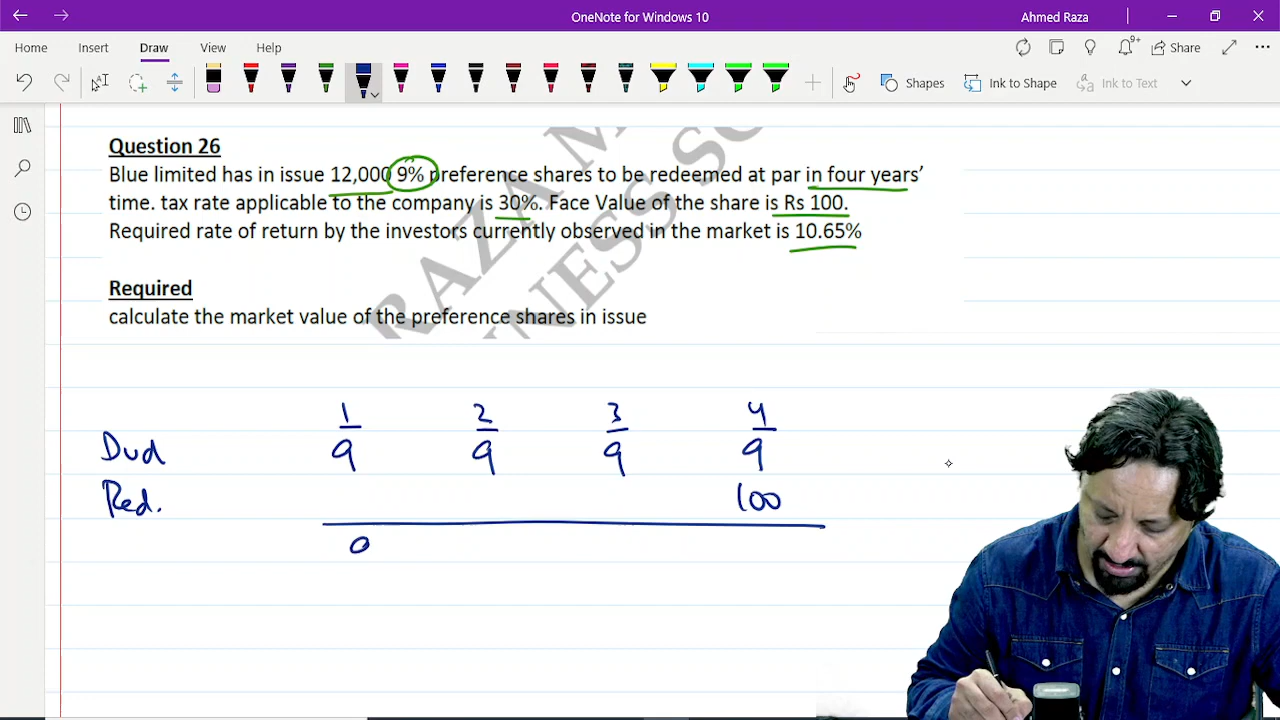 OneNote for Windows 10
Ahmed Raza
Home Insert Draw View Help
9+
Share
Shapes
Ink to Shape
Ink to Text
Question 26
Blue limited has in issue 12,000 9% preference shares to be redeemed at par in four years'
time. tax rate applicable to the company is 30%. Face Value of the share is Rs 100.
Required rate of return by the investors currently observed in the market is 10.65%
Required
calculate the market value of the preference shares in issue
1 2 3 4
Dvd 9 9 9 9
Red. 100